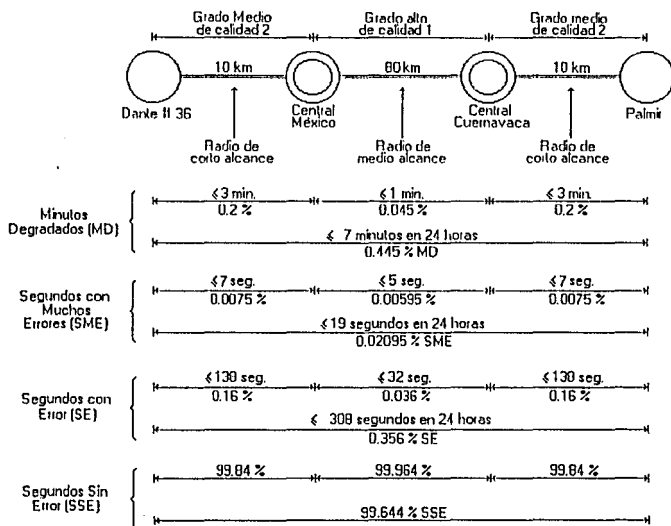 Grado Medio de calidad 2
Grado alto de calidad 1
Grado medio de calidad 2
10 km
80 km
10 km
Dante # 36
Central México
Central Cuernavaca
Palmir
Radio de corto alcance
Radio de medio alcance
Radio de corto alcance
Minutos Degradados (MD)
≤ 3 min.
≤ 1 min.
≤ 3 min.
0.2 %
0.045 %
0.2 %
≤ 7 minutos en 24 horas
0.445 % MD
Segundos con Muchos Errores (SME)
≤ 7 seg.
≤ 5 seg.
≤ 7 seg.
0.0075 %
0.00595 %
0.0075 %
≤ 19 segundos en 24 horas
0.02095 % SME
Segundos con Error (SE)
≤ 138 seg.
≤ 32 seg.
≤ 138 seg.
0.16 %
0.036 %
0.16 %
≤ 308 segundos en 24 horas
0.356 % SE
Segundos Sin Error (SSE)
99.84 %
99.964 %
99.84 %
99.644 % SSE